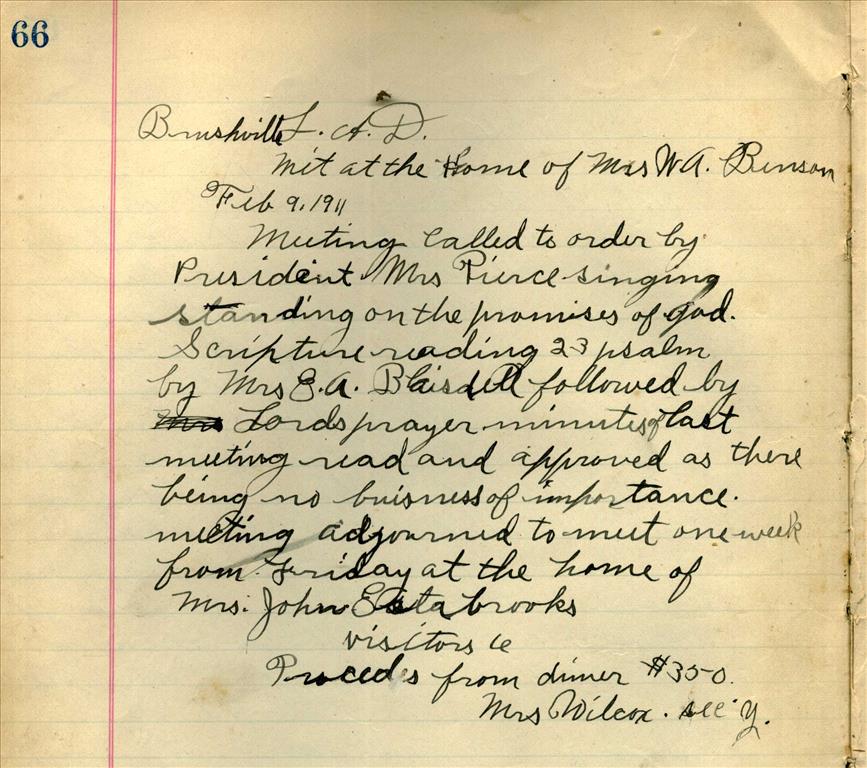 66
Brushville L. A. D.
Met at the Home of Mrs W.A. Benson
Feb 9, 1911
Meeting Called to order by
President Mrs Pierce singing
standing on the promises of god.
Scripture reading 23 psalm
by Mrs E.A. Blaisdell followed by
Lords prayer minutes of last
meeting read and approved as there
being no buisness of importance.
meeting adjourned to meet one week
from Friday at the home of
Mrs. John Estabrooks
visitors 6
Proceeds from dinner $350.
Mrs Wilcox. sec'y.